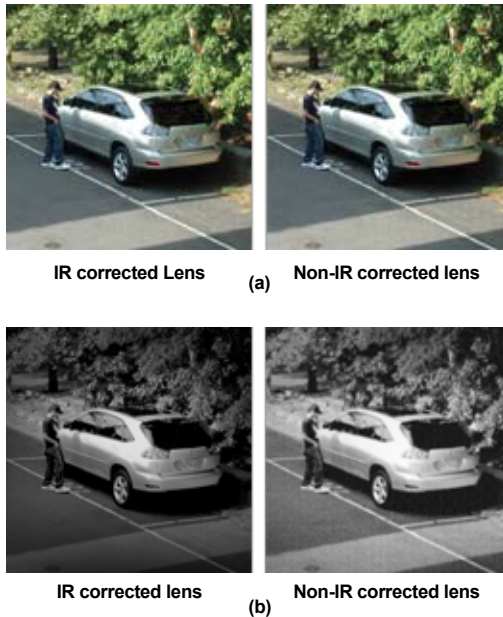 IR corrected Lens
Non-IR corrected lens
(a)
IR corrected lens
Non-IR corrected lens
(b)